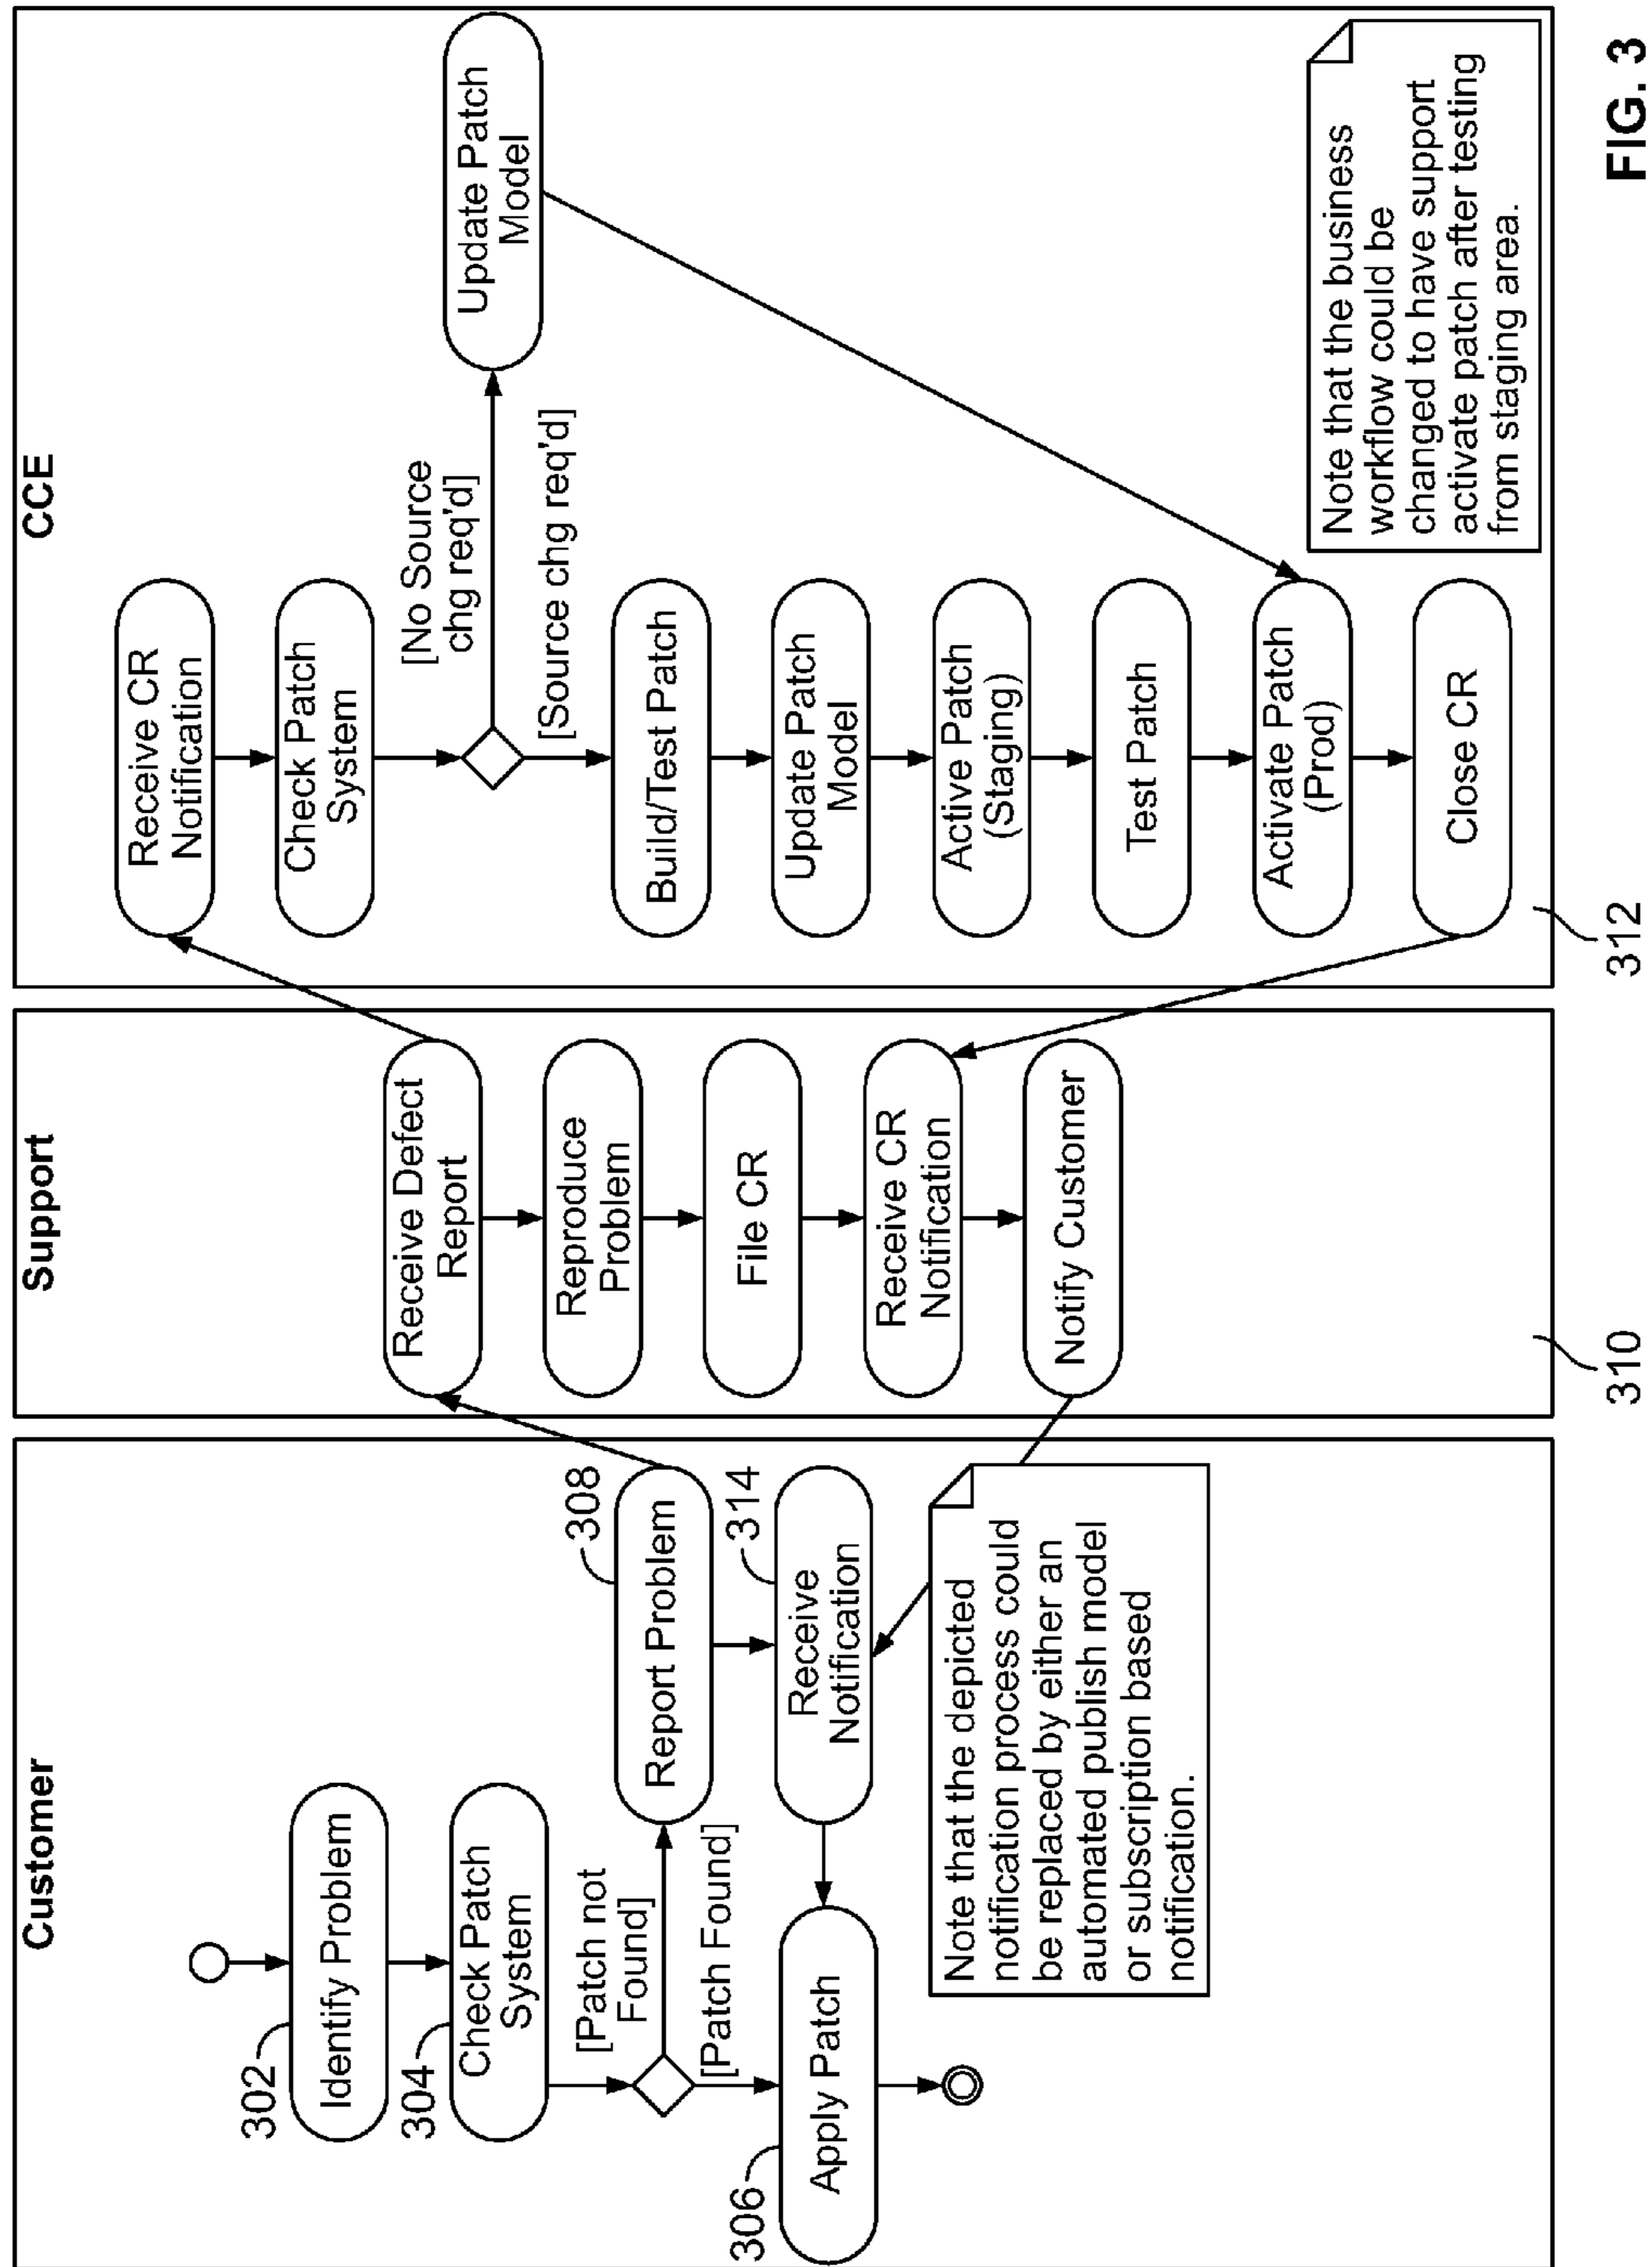 Customer
302
Identify Problem
304
Check Patch
System
[Patch not
Found]
[Patch Found]
306
Apply Patch
308
Report Problem
314
Receive
Notification
Note that the depicted
notification process could
be replaced by either an
automated publish model
or subscription based
notification.
Support
Receive Defect
Report
Reproduce
Problem
File CR
Receive CR
Notification
Notify Customer
310
CCE
Receive CR
Notification
Check Patch
System
[No Source
chg req'd]
[Source chg req'd]
Update Patch
Model
Build/Test Patch
Update Patch
Model
Active Patch
(Staging)
Test Patch
Activate Patch
(Prod)
Close CR
Note that the business
workflow could be
changed to have support
activate patch after testing
from staging area.
312
FIG. 3